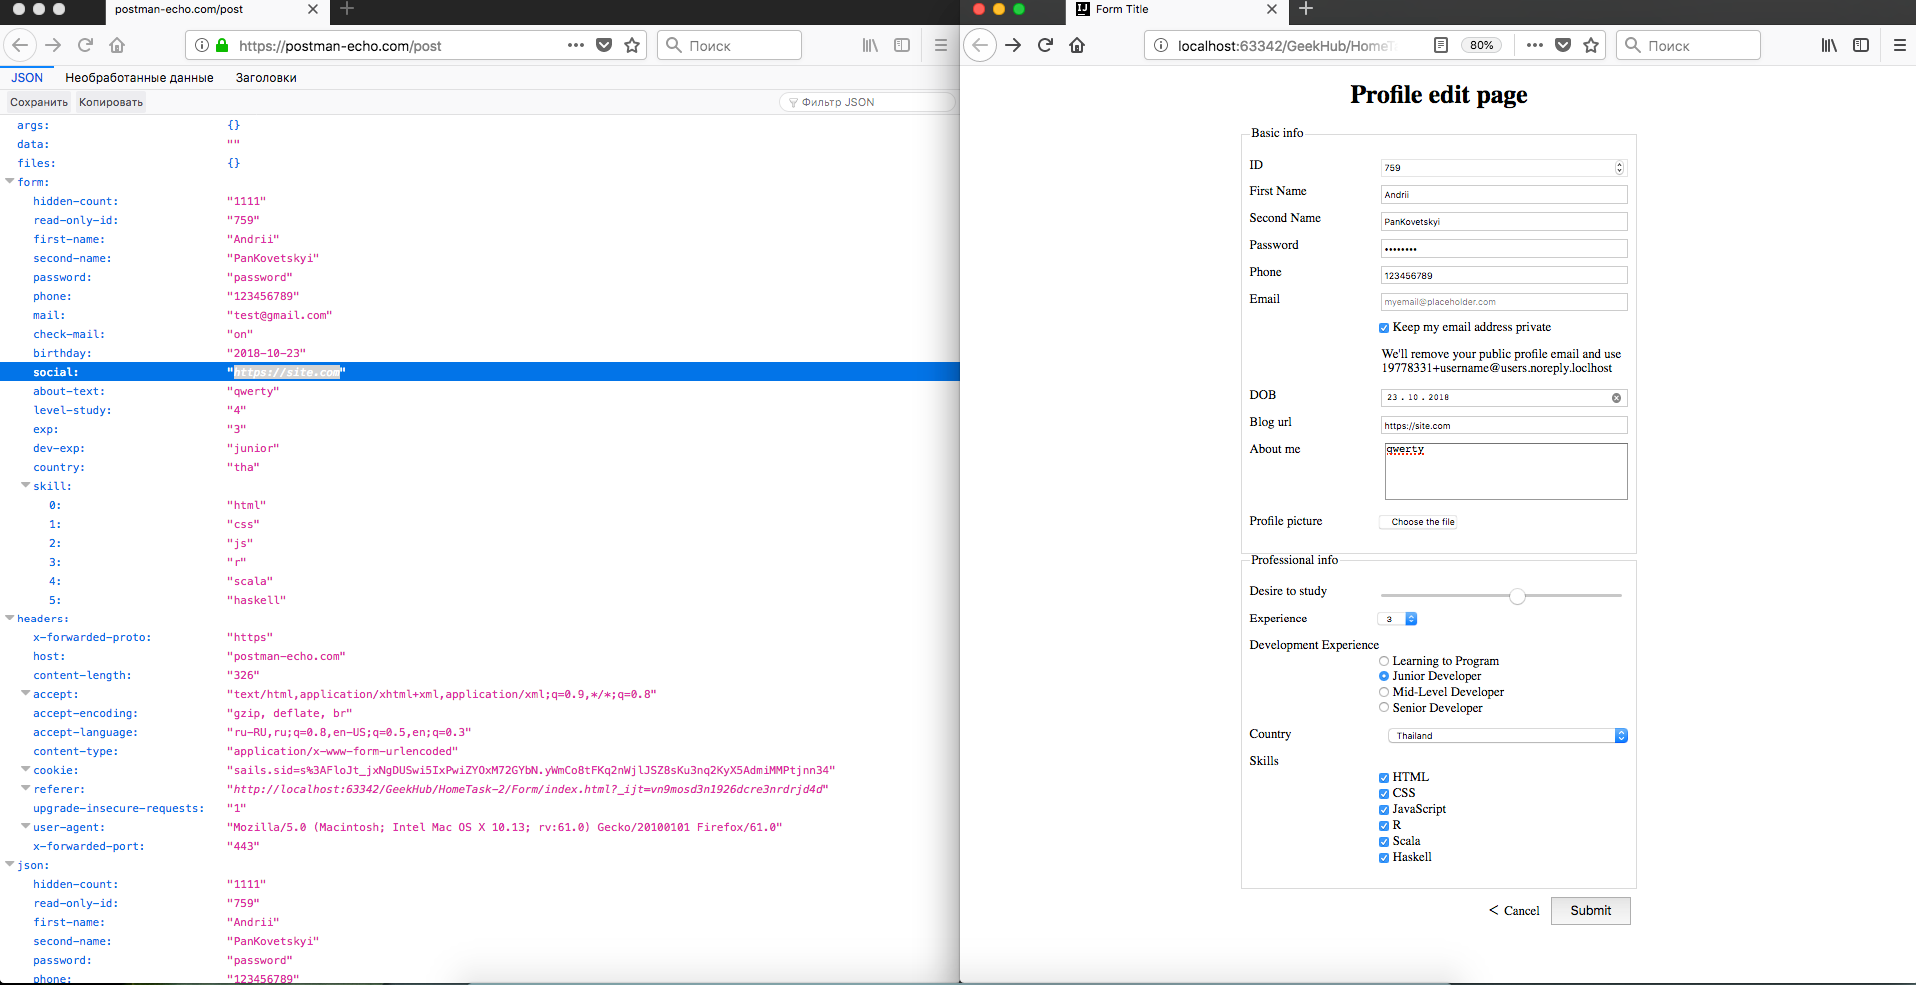 postman-echo.com/post
https://postman-echo.com/post
Поиск
JSON
Необработанные данные
Заголовки
Сохранить
Копировать
Фильтр JSON
args: {}
data: ""
files: {}
form:
hidden-count: "1111"
read-only-id: "759"
first-name: "Andrii"
second-name: "PanKovetskyi"
password: "password"
phone: "123456789"
mail: "test@gmail.com"
check-mail: "on"
birthday: "2018-10-23"
social: "https://site.com"
about-text: "qwerty"
level-study: "4"
exp: "3"
dev-exp: "junior"
country: "tha"
skill:
0: "html"
1: "css"
2: "js"
3: "r"
4: "scala"
5: "haskell"
headers:
x-forwarded-proto: "https"
host: "postman-echo.com"
content-length: "326"
accept: "text/html,application/xhtml+xml,application/xml;q=0.9,*/*;q=0.8"
accept-encoding: "gzip, deflate, br"
accept-language: "ru-RU,ru;q=0.8,en-US;q=0.5,en;q=0.3"
content-type: "application/x-www-form-urlencoded"
cookie: "sails.sid=s%3AFloJt_jxNgDUSwi5IxPwiZYOxM72GYbN.yWmCo8tFKq2nWjlJSZ8sKu3nq2KyX5AdmiMMPtjnn34"
referer: "http://localhost:63342/GeekHub/HomeTask-2/Form/index.html?_ijt=vn9mosd3n1926dcre3nrdrjd4d"
upgrade-insecure-requests: "1"
user-agent: "Mozilla/5.0 (Macintosh; Intel Mac OS X 10.13; rv:61.0) Gecko/20100101 Firefox/61.0"
x-forwarded-port: "443"
json:
hidden-count: "1111"
read-only-id: "759"
first-name: "Andrii"
second-name: "PanKovetskyi"
password: "password"
phone: "123456789"
Form Title
localhost:63342/GeekHub/HomeT
80%
Поиск
Profile edit page
Basic info
ID 759
First Name Andrii
Second Name PanKovetskyi
Password ••••••••
Phone 123456789
Email myemail@placeholder.com
Keep my email address private
We'll remove your public profile email and use
19778331+username@users.noreply.loclhost
DOB 23 . 10 . 2018
Blog url https://site.com
About me qwerty
Profile picture Choose the file
Professional info
Desire to study
Experience 3
Development Experience
Learning to Program
Junior Developer
Mid-Level Developer
Senior Developer
Country Thailand
Skills
HTML
CSS
JavaScript
R
Scala
Haskell
< Cancel Submit